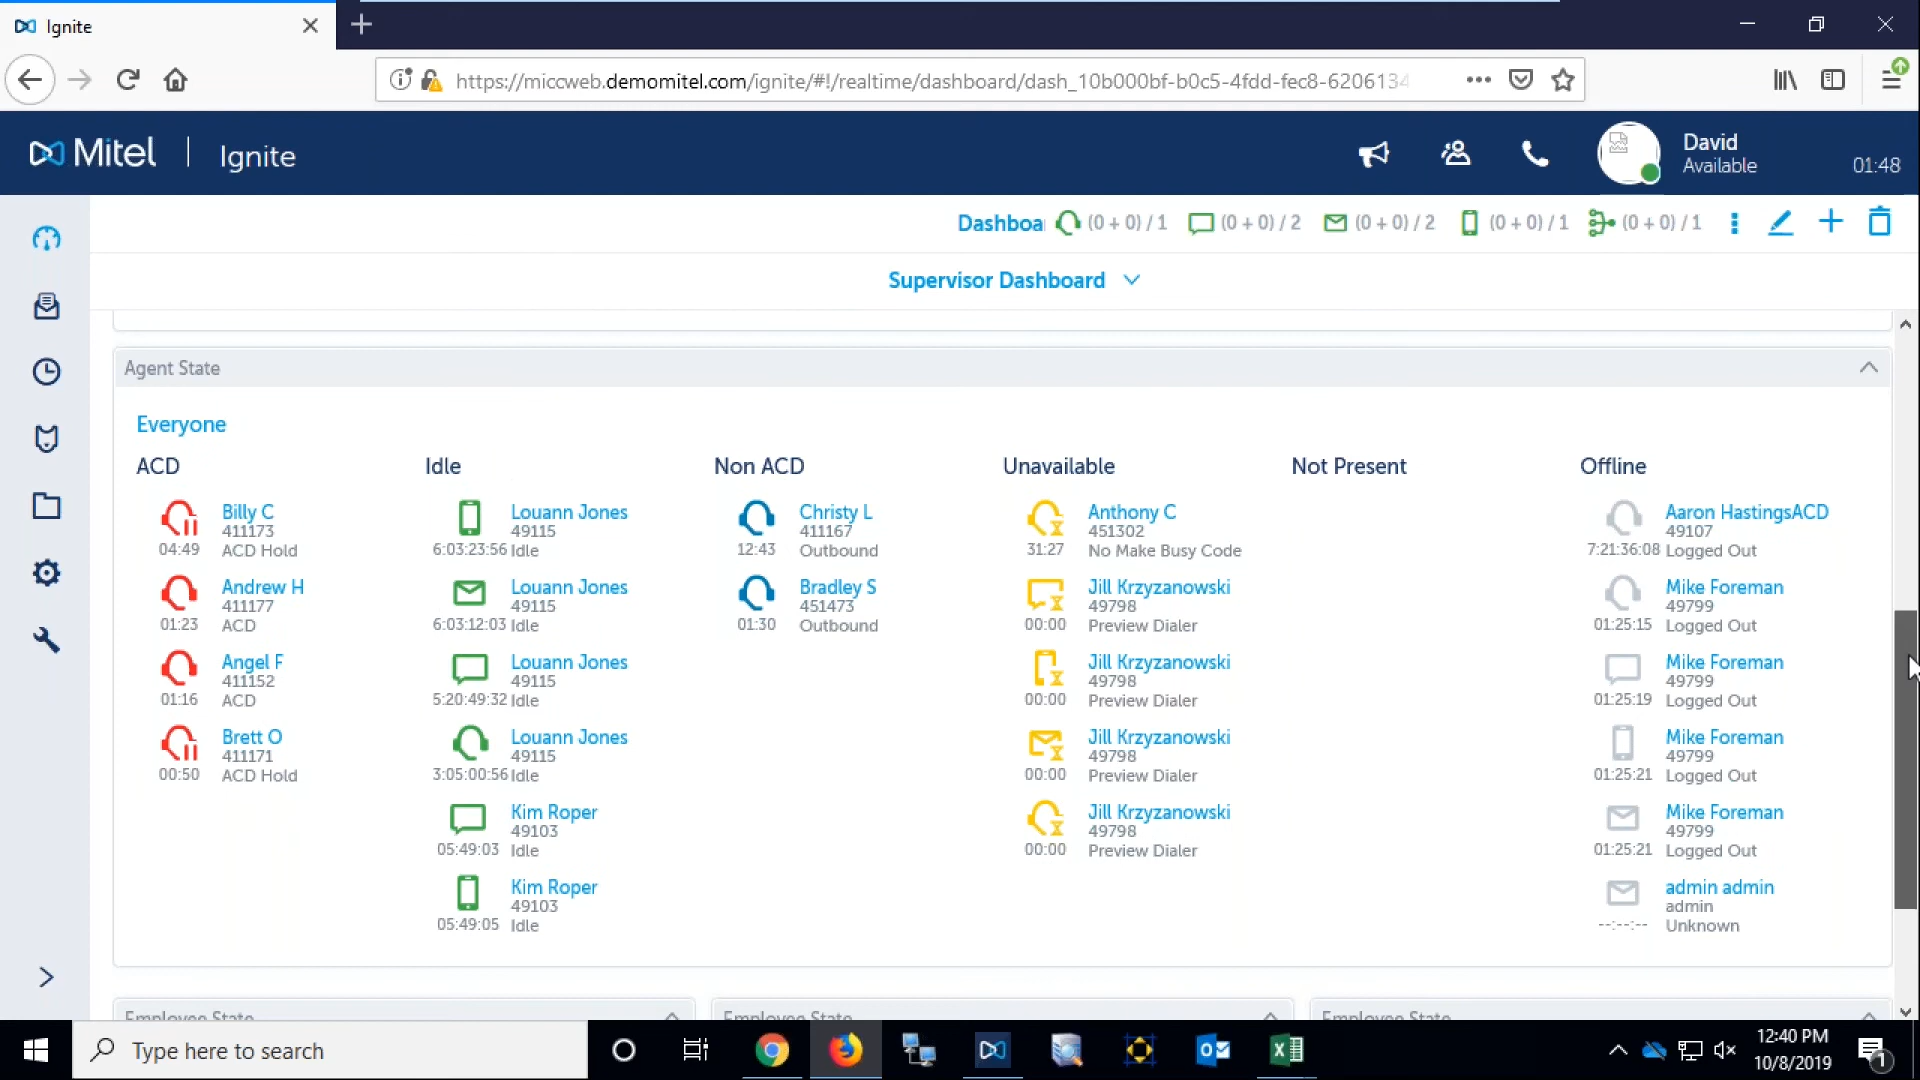 Ignite
https://miccweb.demomitel.com/ignite/#!/realtime/dashboard/dash_10b000bf-b0c5-4fdd-fec8-6206134
Mitel | Ignite
David
Available
01:48
Dashboa (0 + 0) / 1 (0 + 0) / 2 (0 + 0) / 2 (0 + 0) / 1 (0 + 0) / 1
Supervisor Dashboard
Agent State
Everyone
ACD
Billy C
411173
04:49 ACD Hold
Andrew H
411177
01:23 ACD
Angel F
411152
01:16 ACD
Brett O
411171
00:50 ACD Hold
Idle
Louann Jones
49115
6:03:23:56 Idle
Louann Jones
49115
6:03:12:03 Idle
Louann Jones
49115
5:20:49:32 Idle
Louann Jones
49115
3:05:00:56 Idle
Kim Roper
49103
05:49:03 Idle
Kim Roper
49103
05:49:05 Idle
Non ACD
Christy L
411167
12:43 Outbound
Bradley S
451473
01:30 Outbound
Unavailable
Anthony C
451302
31:27 No Make Busy Code
Jill Krzyzanowski
49798
00:00 Preview Dialer
Jill Krzyzanowski
49798
00:00 Preview Dialer
Jill Krzyzanowski
49798
00:00 Preview Dialer
Jill Krzyzanowski
49798
00:00 Preview Dialer
Not Present
Offline
Aaron HastingsACD
49107
7:21:36:08 Logged Out
Mike Foreman
49799
01:25:15 Logged Out
Mike Foreman
49799
01:25:19 Logged Out
Mike Foreman
49799
01:25:21 Logged Out
Mike Foreman
49799
01:25:21 Logged Out
admin admin
admin
--:--:-- Unknown
Employee State Employee State Employee State
Type here to search
12:40 PM
10/8/2019
1